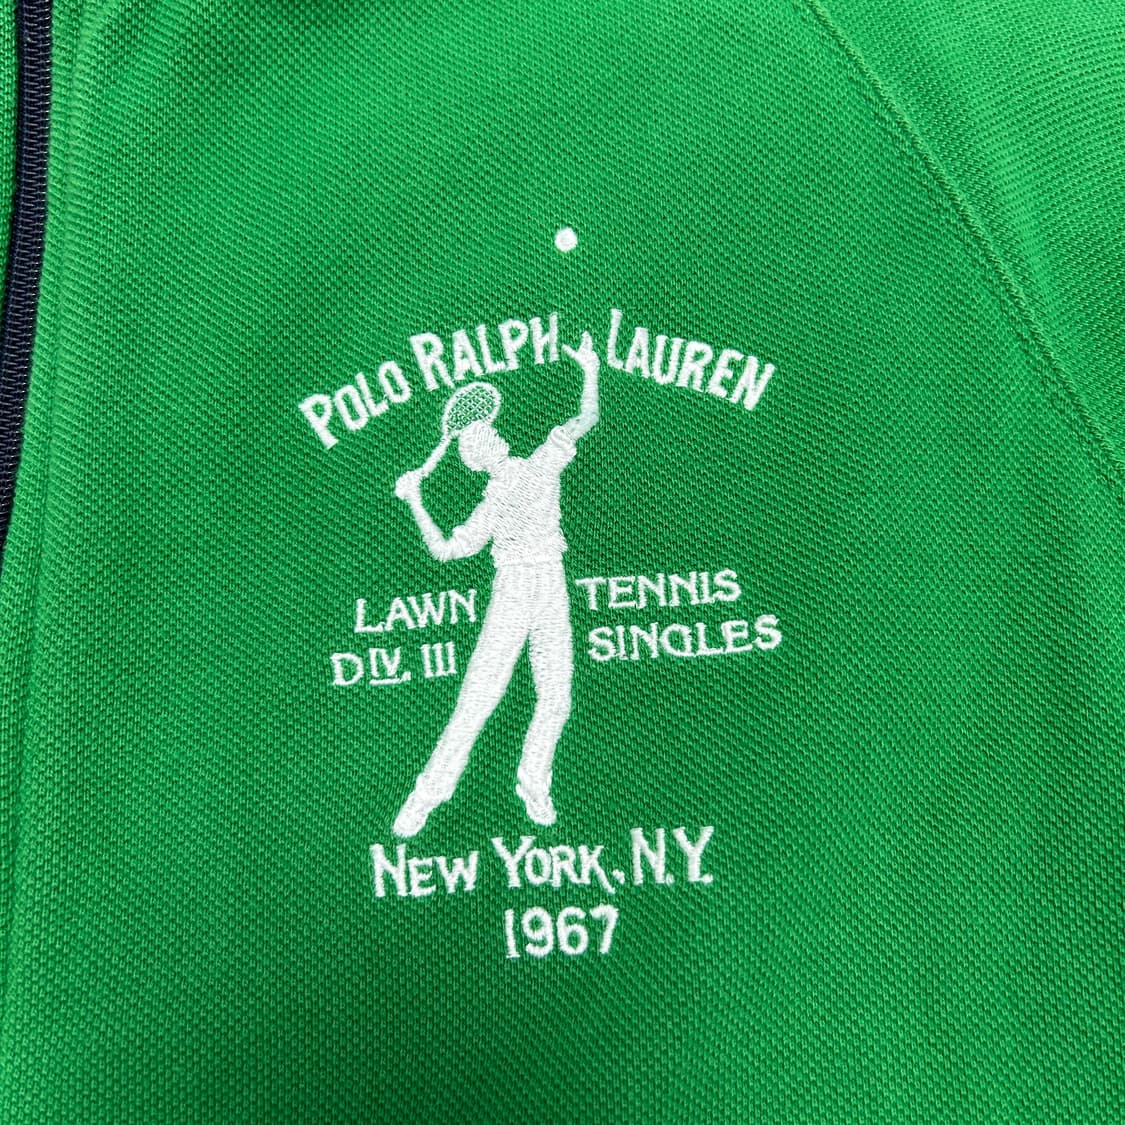 POLO RALPH LAUREN
LAWN TENNIS
DIV. III SINGLES
NEW YORK, N.Y.
1967